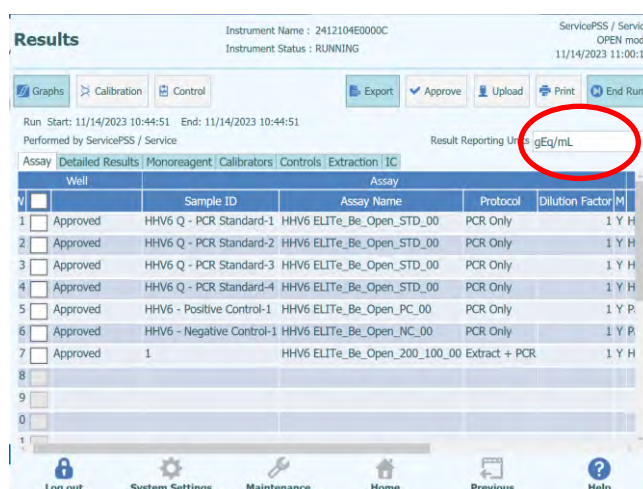 Results
Instrument Name : 2412104E0000C
Instrument Status : RUNNING
ServicePSS / Servic
OPEN mod
11/14/2023 11:00:1
Graphs Calibration Control Export Approve Upload Print End Run
Run Start: 11/14/2023 10:44:51 End: 11/14/2023 10:44:51
Performed by ServicePSS / Service Result Reporting Units gEq/mL
Assay Detailed Results Monoreagent Calibrators Controls Extraction IC
Well Assay
Sample ID Assay Name Protocol Dilution Factor M
1 Approved HHV6 Q - PCR Standard-1 HHV6 ELITe_Be_Open_STD_00 PCR Only 1 Y H
2 Approved HHV6 Q - PCR Standard-2 HHV6 ELITe_Be_Open_STD_00 PCR Only 1 Y H
3 Approved HHV6 Q - PCR Standard-3 HHV6 ELITe_Be_Open_STD_00 PCR Only 1 Y H
4 Approved HHV6 Q - PCR Standard-4 HHV6 ELITe_Be_Open_STD_00 PCR Only 1 Y H
5 Approved HHV6 - Positive Control-1 HHV6 ELITe_Be_Open_PC_00 PCR Only 1 Y P
6 Approved HHV6 - Negative Control-1 HHV6 ELITe_Be_Open_NC_00 PCR Only 1 Y P
7 Approved 1 HHV6 ELITe_Be_Open_200_100_00 Extract + PCR 1 Y H
8
9
0
1
Log out System Settings Maintenance Home Previous Help